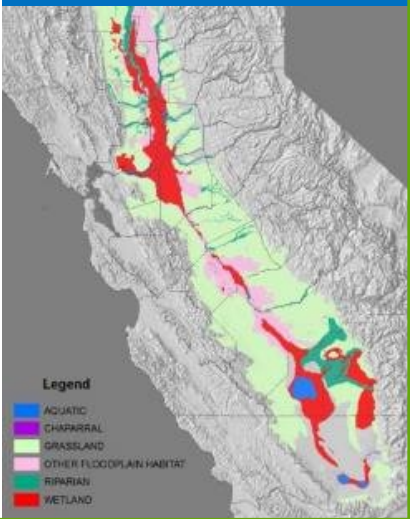 Legend
AQUATIC
CHAPARRAL
GRASSLAND
OTHER FLOODPLAIN HABITAT
RIPARIAN
WETLAND